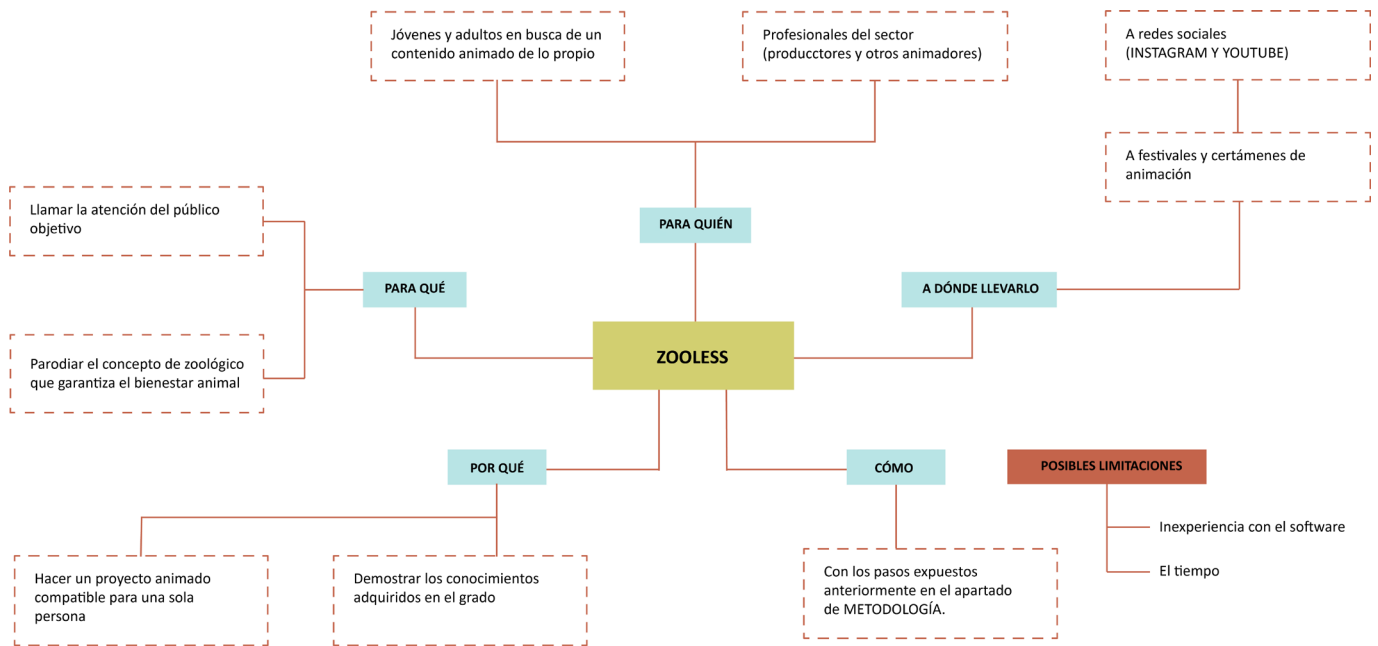 Jóvenes y adultos en busca de un
contenido animado de lo propio
Profesionales del sector
(producctores y otros animadores)
A redes sociales
(INSTAGRAM Y YOUTUBE)
A festivales y certámenes de
animación
Llamar la atención del público
objetivo
PARA QUIÉN
PARA QUÉ
A DÓNDE LLEVARLO
ZOOLESS
Parodiar el concepto de zoológico
que garantiza el bienestar animal
POR QUÉ
CÓMO
POSIBLES LIMITACIONES
Inexperiencia con el software
El tiempo
Hacer un proyecto animado
compatible para una sola
persona
Demostrar los conocimientos
adquiridos en el grado
Con los pasos expuestos
anteriormente en el apartado
de METODOLOGÍA.